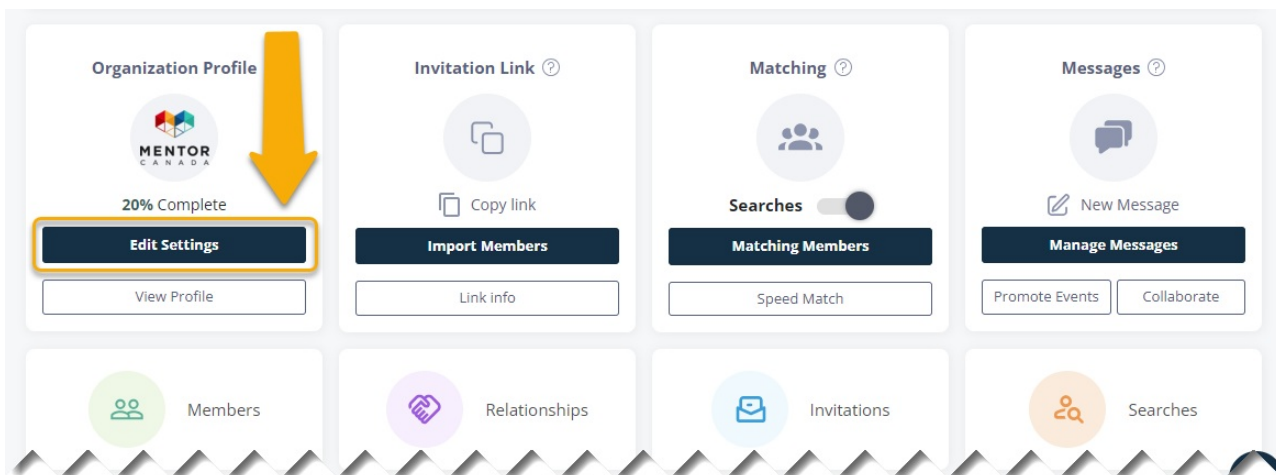 Organization Profile
MENTOR
CANADA
20% Complete
Edit Settings
View Profile
Invitation Link ?
Copy link
Import Members
Link info
Matching ?
Searches
Matching Members
Speed Match
Messages ?
New Message
Manage Messages
Promote Events Collaborate
Members
Relationships
Invitations
Searches